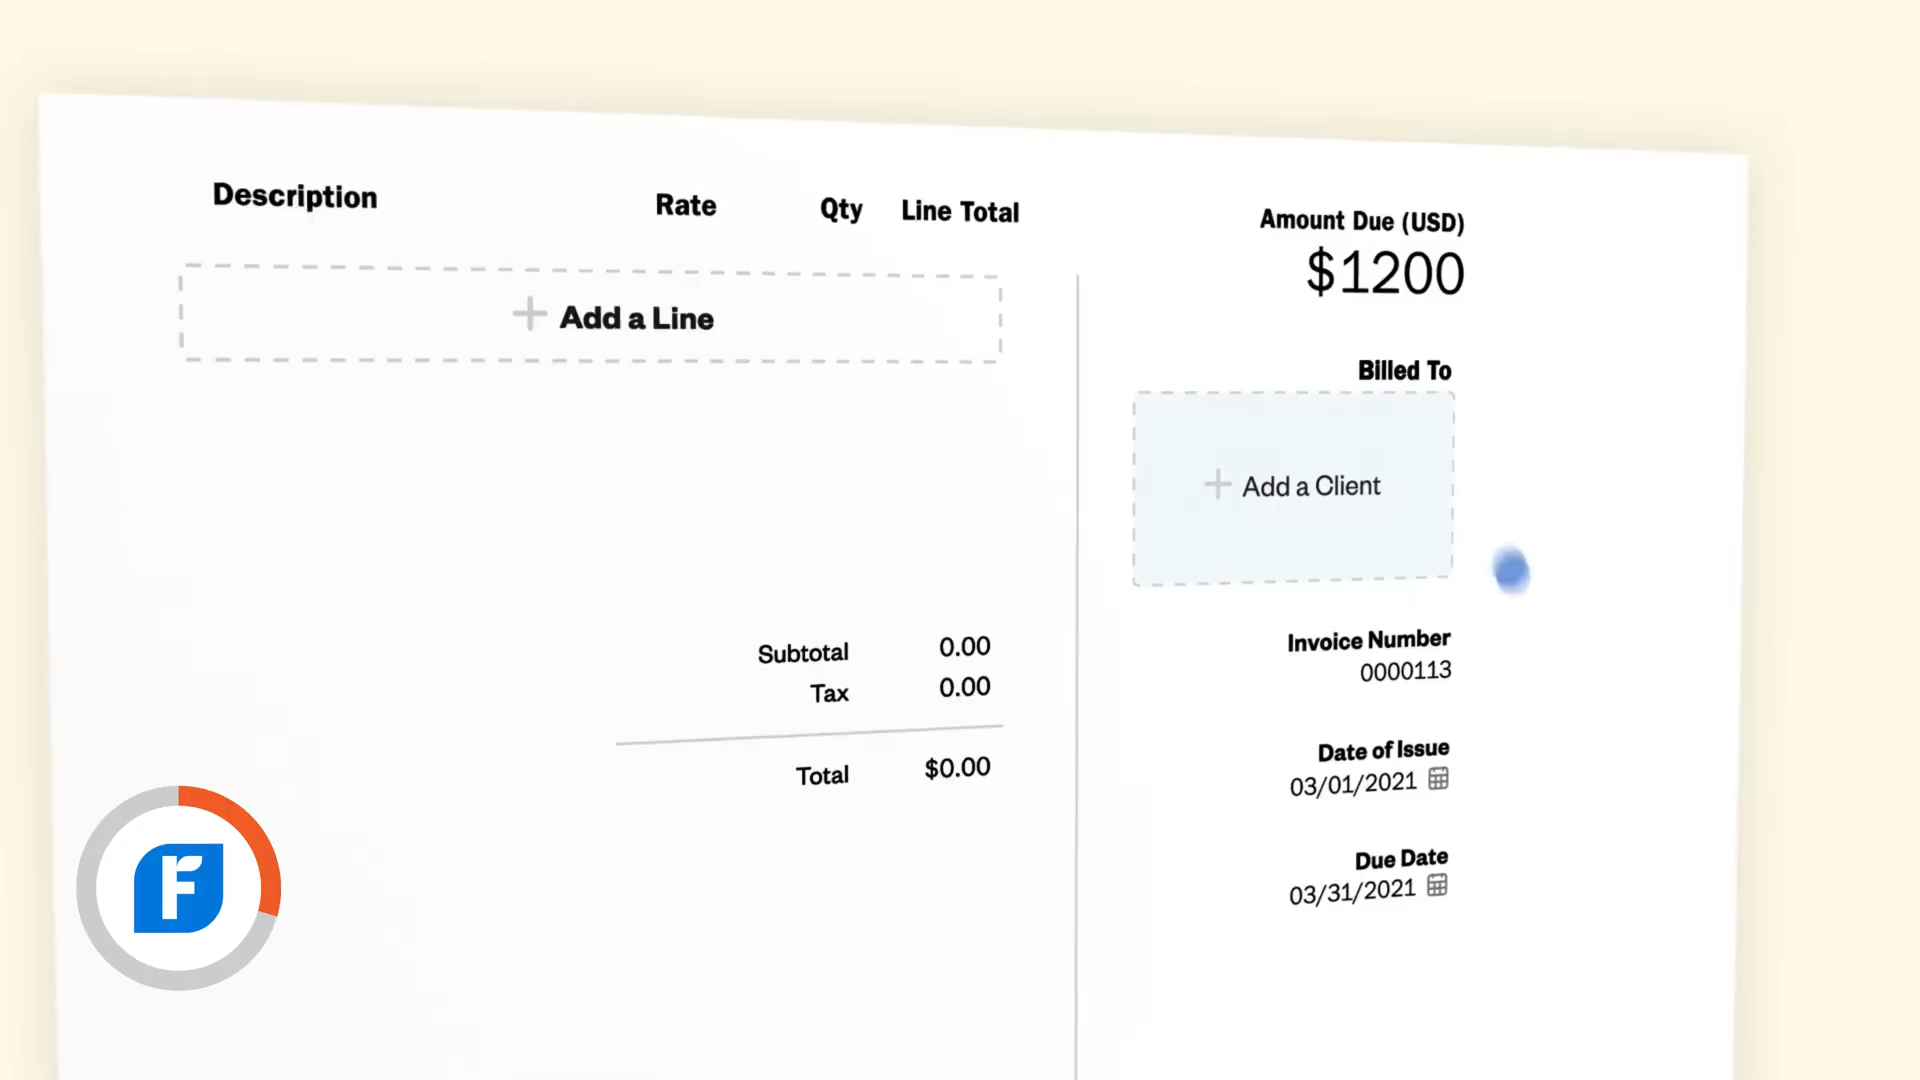 Description Rate Qty Line Total
Add a Line
Subtotal 0.00
Tax 0.00
Total $0.00
Amount Due (USD)
$1200
Billed To
Add a Client
Invoice Number
0000113
Date of Issue
03/01/2021
Due Date
03/31/2021
F